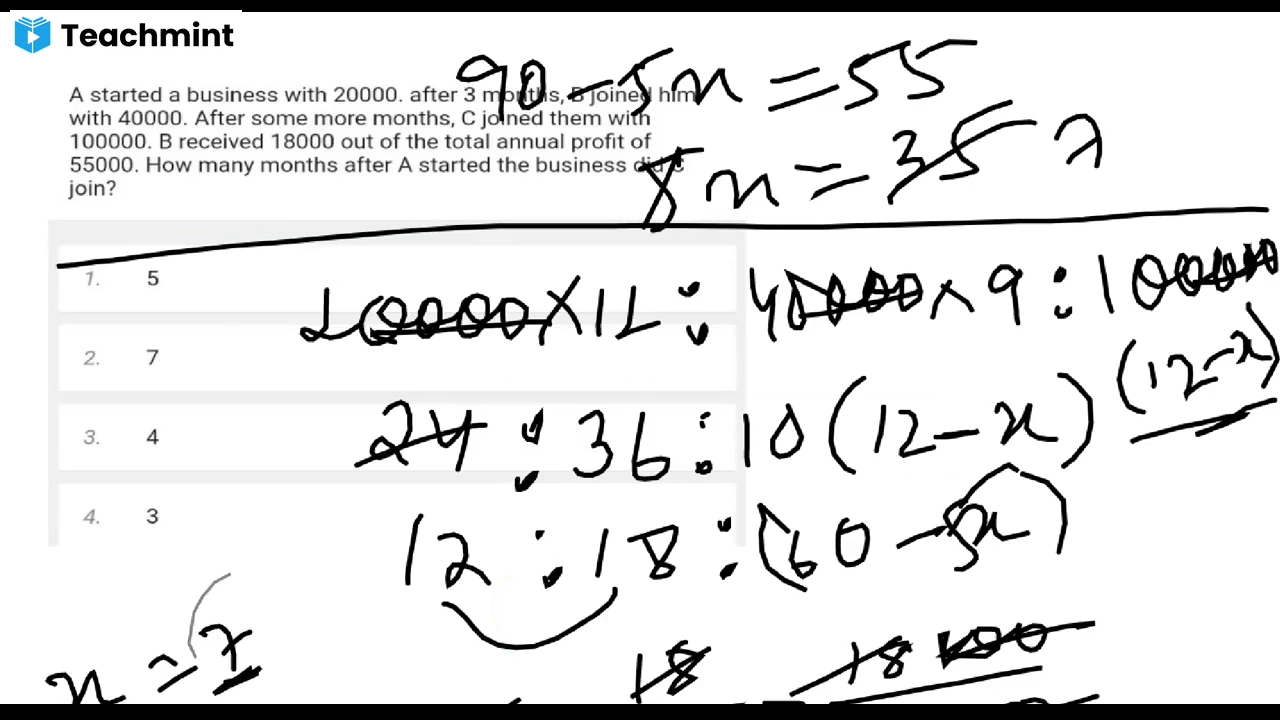 Teachmint
90-5x=55
A started a business with 20000. after 3 months, B joined him
with 40000. After some more months, C joined them with
100000. B received 18000 out of the total annual profit of
55000. How many months after A started the business did C
join?
5x=35 7
1. 5
20000×12 : 40000×9 : 100000
(12-x)
2. 7
3. 4
24 : 36 : 10(12-x)
4. 3
12 : 18 : (60-5x)
x=7
18 18000